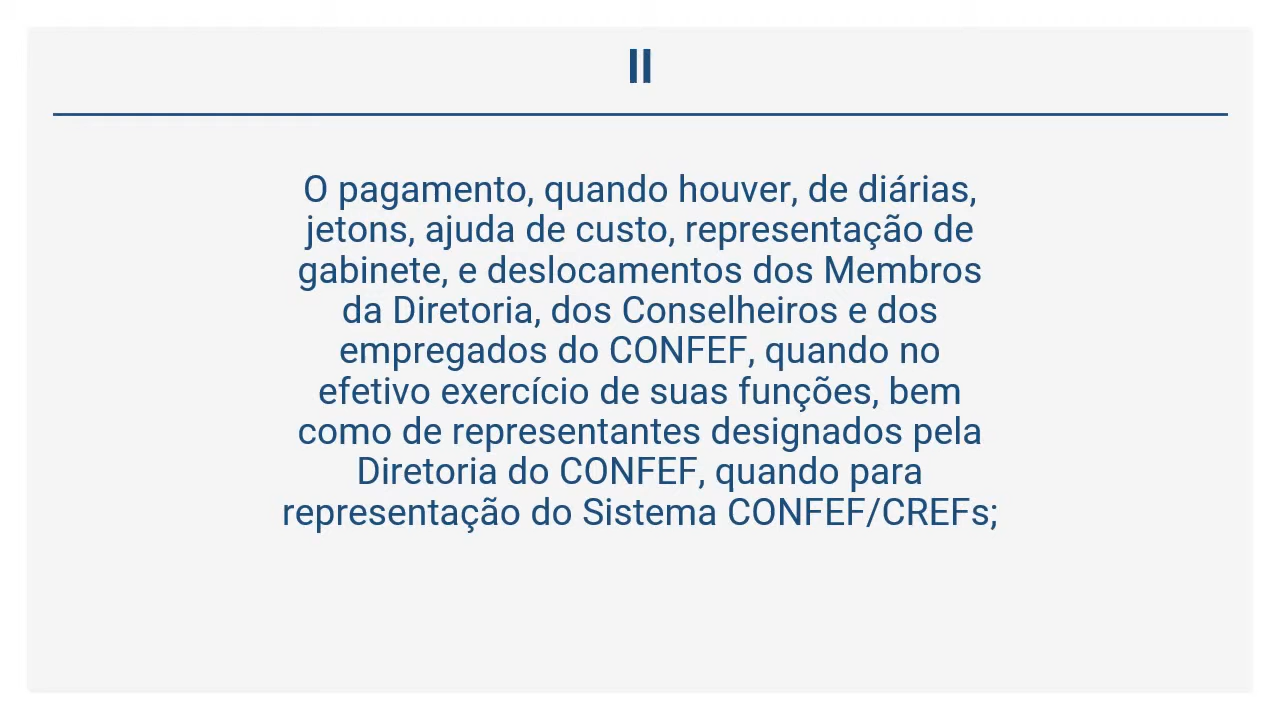 II
O pagamento, quando houver, de diárias,
jetons, ajuda de custo, representação de
gabinete, e deslocamentos dos Membros
da Diretoria, dos Conselheiros e dos
empregados do CONFEF, quando no
efetivo exercício de suas funções, bem
como de representantes designados pela
Diretoria do CONFEF, quando para
representação do Sistema CONFEF/CREFs;